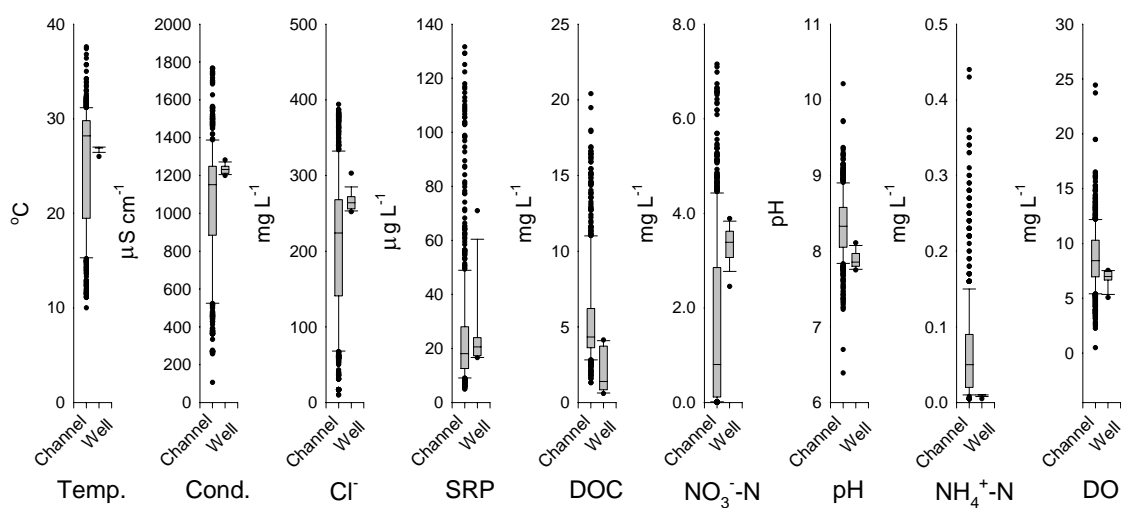 40 2000 500 140 25 8.0 11 0.5 30
30 1800 400 120 20 6.0 10 0.4 25
20 1600 300 100 15 4.0 9 0.3 20
10 1400 200 80 10 2.0 8 0.2 15
0 1200 100 60 5 0.0 7 0.1 10
1000 0 40 0 6 0.0 5
800 20 0
600 0
400
200
0
°C μS cm⁻¹ mg L⁻¹ μg L⁻¹ mg L⁻¹ mg L⁻¹ pH mg L⁻¹ mg L⁻¹
Channel Well Channel Well Channel Well Channel Well Channel Well Channel Well Channel Well Channel Well Channel Well
Temp. Cond. Cl⁻ SRP DOC NO₃⁻-N pH NH₄⁺-N DO